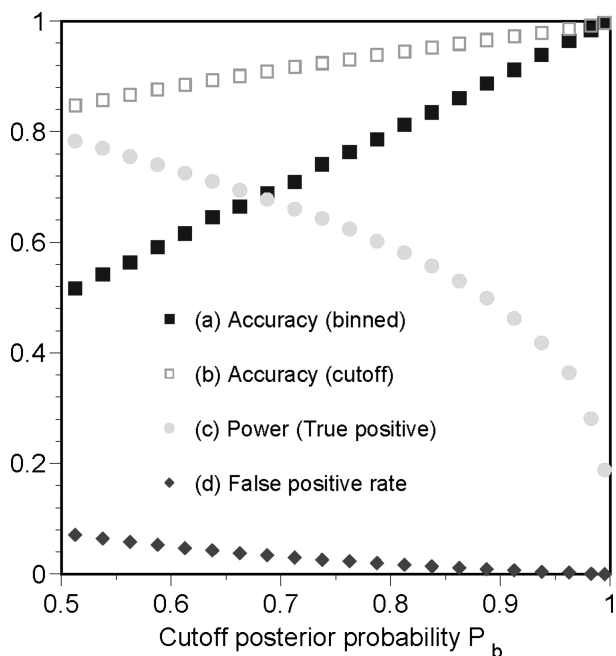 1
0.8
0.6
0.4
0.2
0
(a) Accuracy (binned)
(b) Accuracy (cutoff)
(c) Power (True positive)
(d) False positive rate
0.5 0.6 0.7 0.8 0.9 1
Cutoff posterior probability P_b